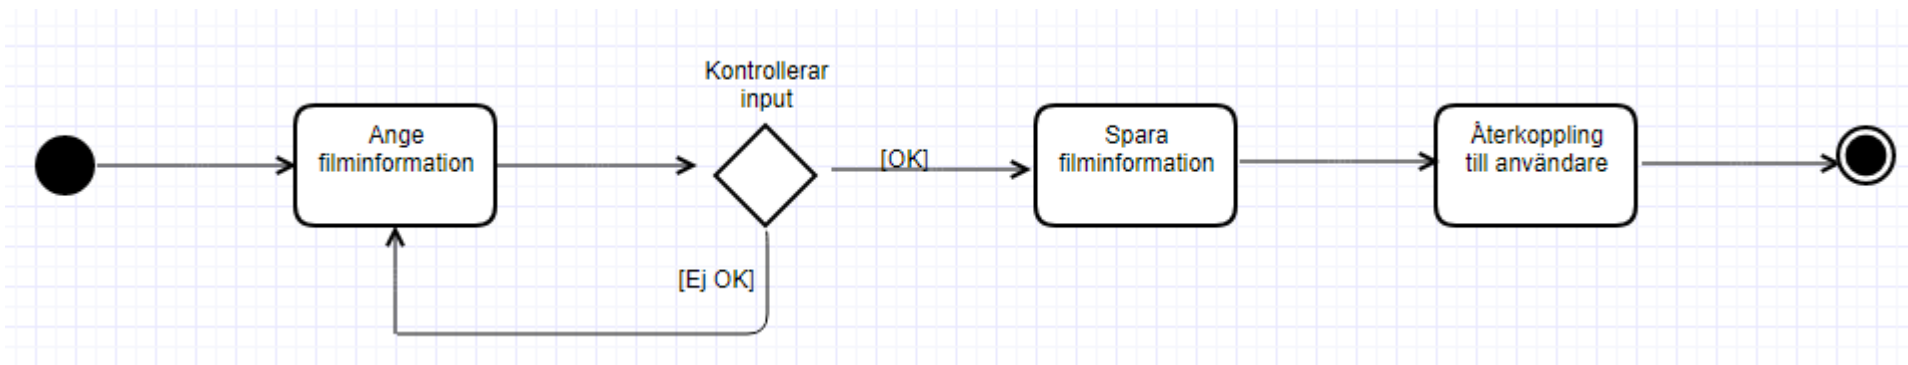 Ange
filminformation
Kontrollerar
input
[OK]
[Ej OK]
Spara
filminformation
Återkoppling
till användare